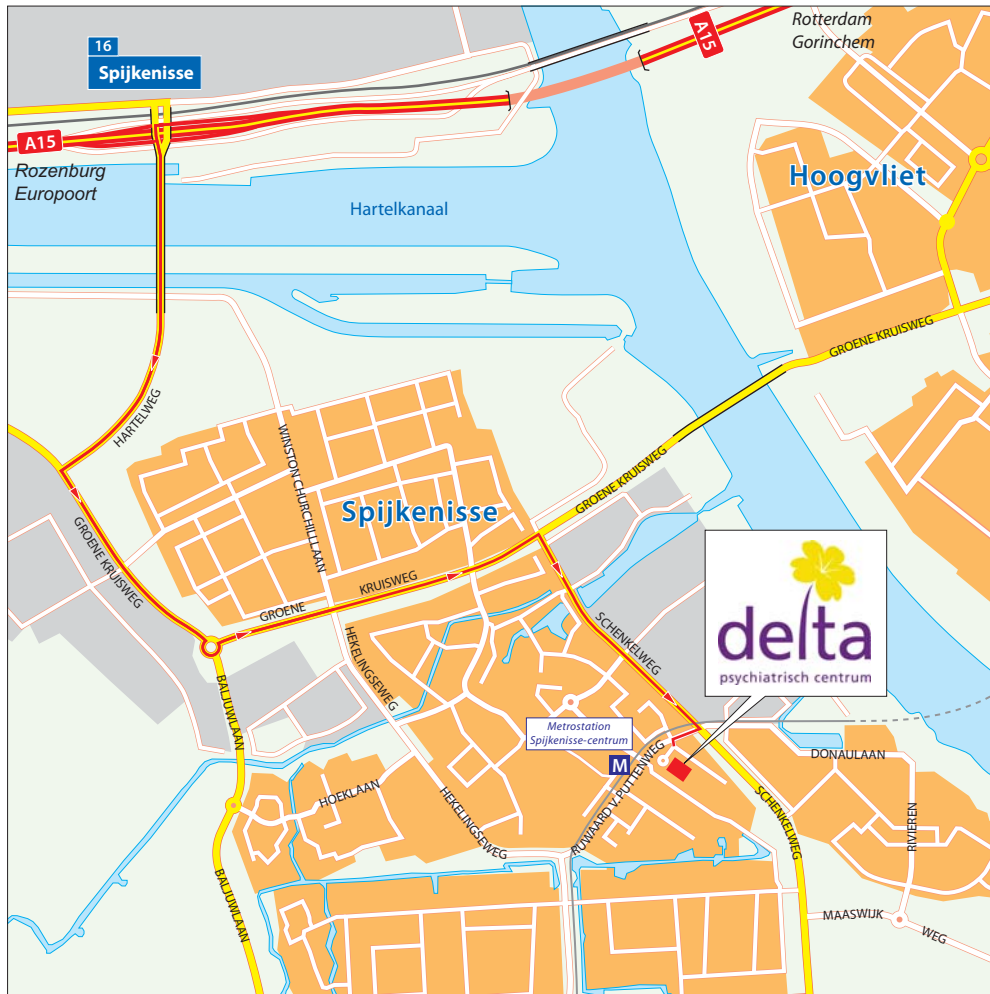 16
Spijkenisse
A15
Rotterdam
Gorinchem
A15
Rozenburg
Europoort
Hoogvliet
Hartelkanaal
GROENE KRUISWEG
HARTELWEG
WINSTON CHURCHILLLAAN
GROENE KRUISWEG
Spijkenisse
GROENE KRUISWEG
KRUISWEG
GROENE
delta
psychiatrisch centrum
SCHENKELWEG
HEKELINGSEWEG
BALJUWLAAN
Metrostation
Spijkenisse-centrum
M
DONAULAAN
RUWAARD V. PUTTENWEG
HOEKLAAN
HEKELINGSEWEG
SCHENKELWEG
RIVIEREN
BALJUWLAAN
MAASWIJK
WEG